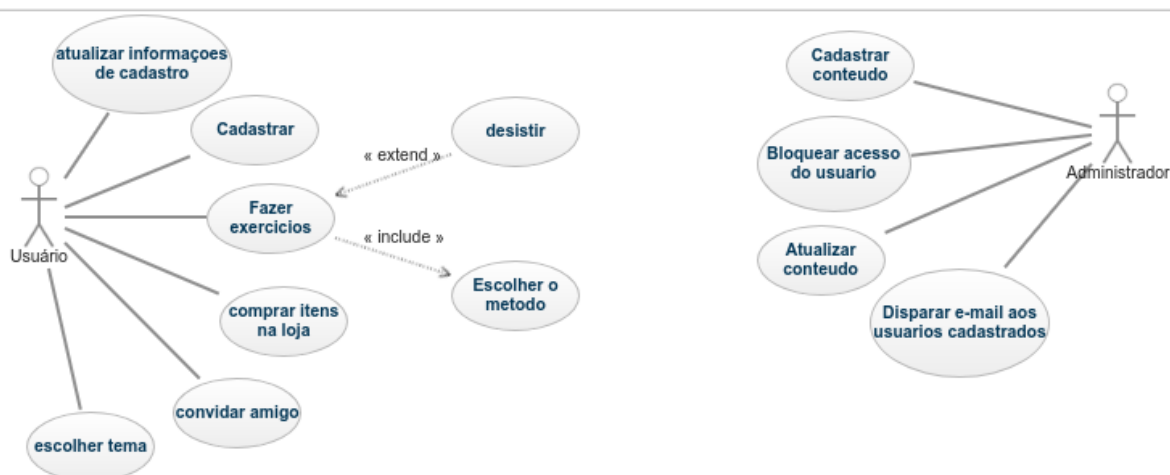 atualizar informaçoes
de cadastro
Cadastrar
desistir
« extend »
Fazer
exercicios
Usuário
« include »
Escolher o
metodo
comprar itens
na loja
convidar amigo
escolher tema
Cadastrar
conteudo
Bloquear acesso
do usuario
Administrador
Atualizar
conteudo
Disparar e-mail aos
usuarios cadastrados